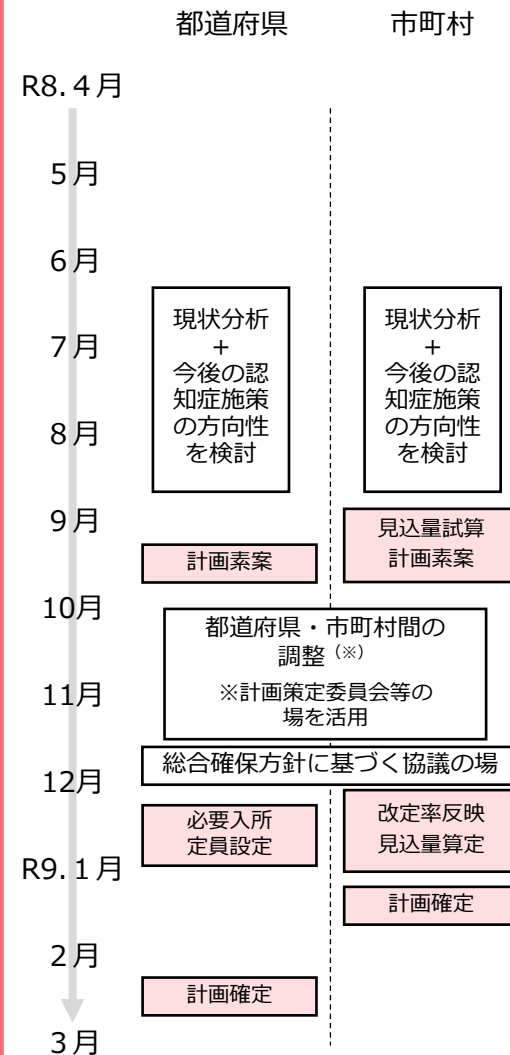 都道府県 市町村
R8.４月
５月
６月
現状分析
＋
今後の認
知症施策
の方向性
を検討
現状分析
＋
今後の認
知症施策
の方向性
を検討
７月
８月
９月
見込量試算
計画素案
計画素案
10月
都道府県・市町村間の
調整（※）
※計画策定委員会等の
場を活用
11月
総合確保方針に基づく協議の場
12月
必要入所
定員設定
改定率反映
見込量算定
R9.１月
計画確定
２月
計画確定
３月